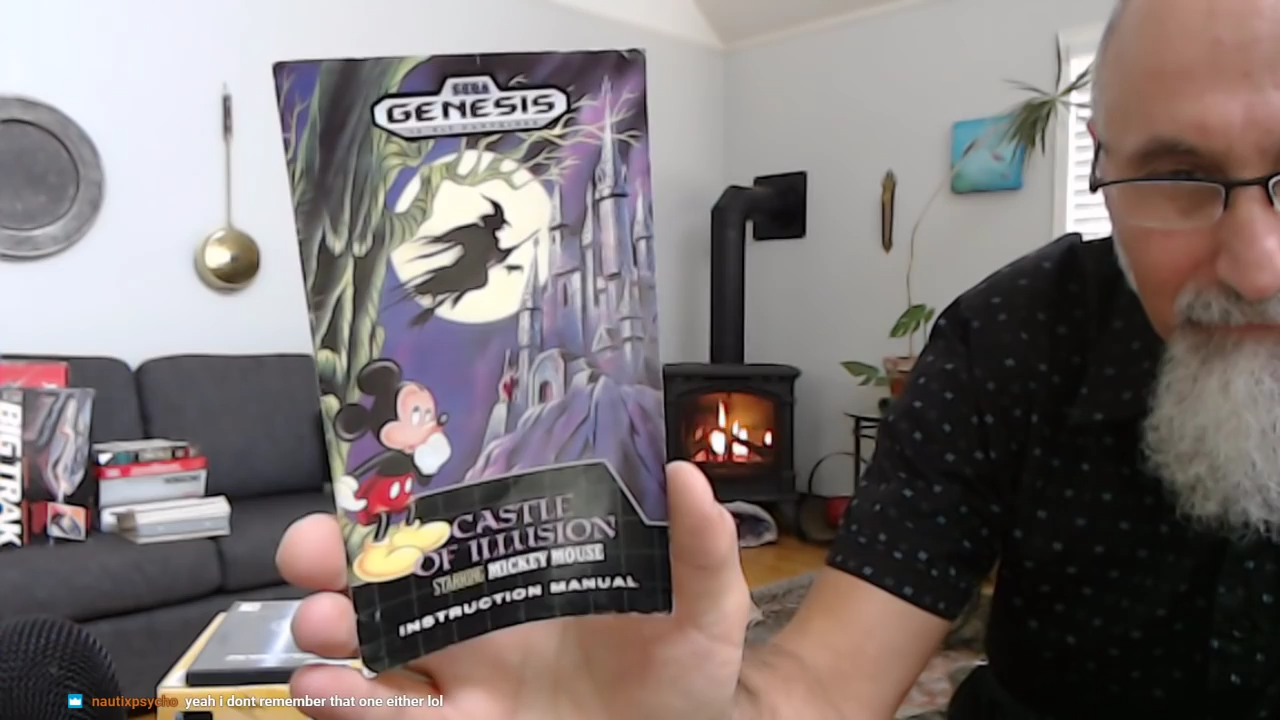 SEGA
GENESIS
CASTLE
OF ILLUSION
STARRING MICKEY MOUSE
INSTRUCTION MANUAL
BIGTRAK
nautixpsycho yeah i dont remember that one either lol